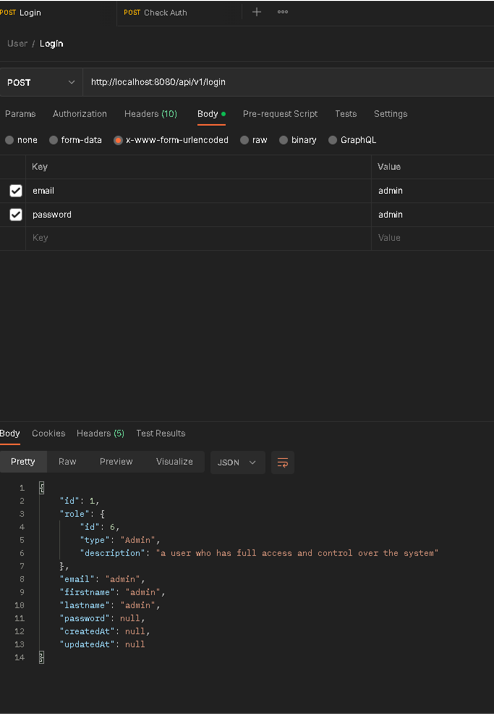 POST Login POST Check Auth
User / Login
POST http://localhost:8080/api/v1/login
Params Authorization Headers (10) Body Pre-request Script Tests Settings
none form-data x-www-form-urlencoded raw binary GraphQL
Key Value
email admin
password admin
Key Value
Body Cookies Headers (5) Test Results
Pretty Raw Preview Visualize JSON
1 {
2 "id": 1,
3 "role": {
4 "id": 6,
5 "type": "Admin",
6 "description": "a user who has full access and control over the system"
7 },
8 "email": "admin",
9 "firstname": "admin",
10 "lastname": "admin",
11 "password": null,
12 "createdAt": null,
13 "updatedAt": null
14 }